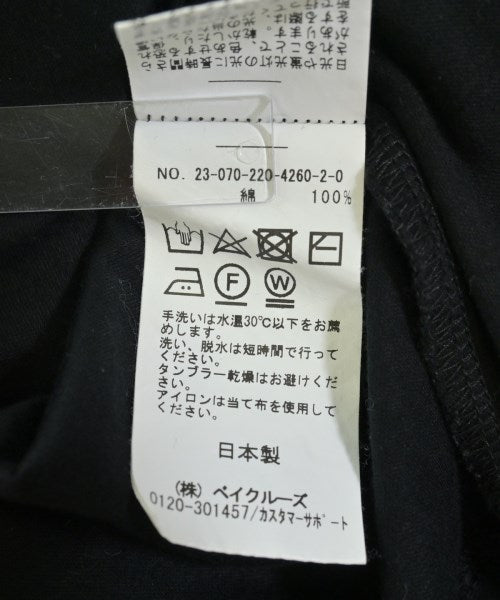 NO. 23-070-220-4260-2-0
綿 100%
F W
手洗いは水温30℃以下をお薦
めします。
洗い、脱水は短時間で行って
ください。
タンブラー乾燥はお避けくだ
さい。
アイロンは当て布を使用して
ください。
日本製
(株) ベイクルーズ
0120-301457/カスタマーサポート